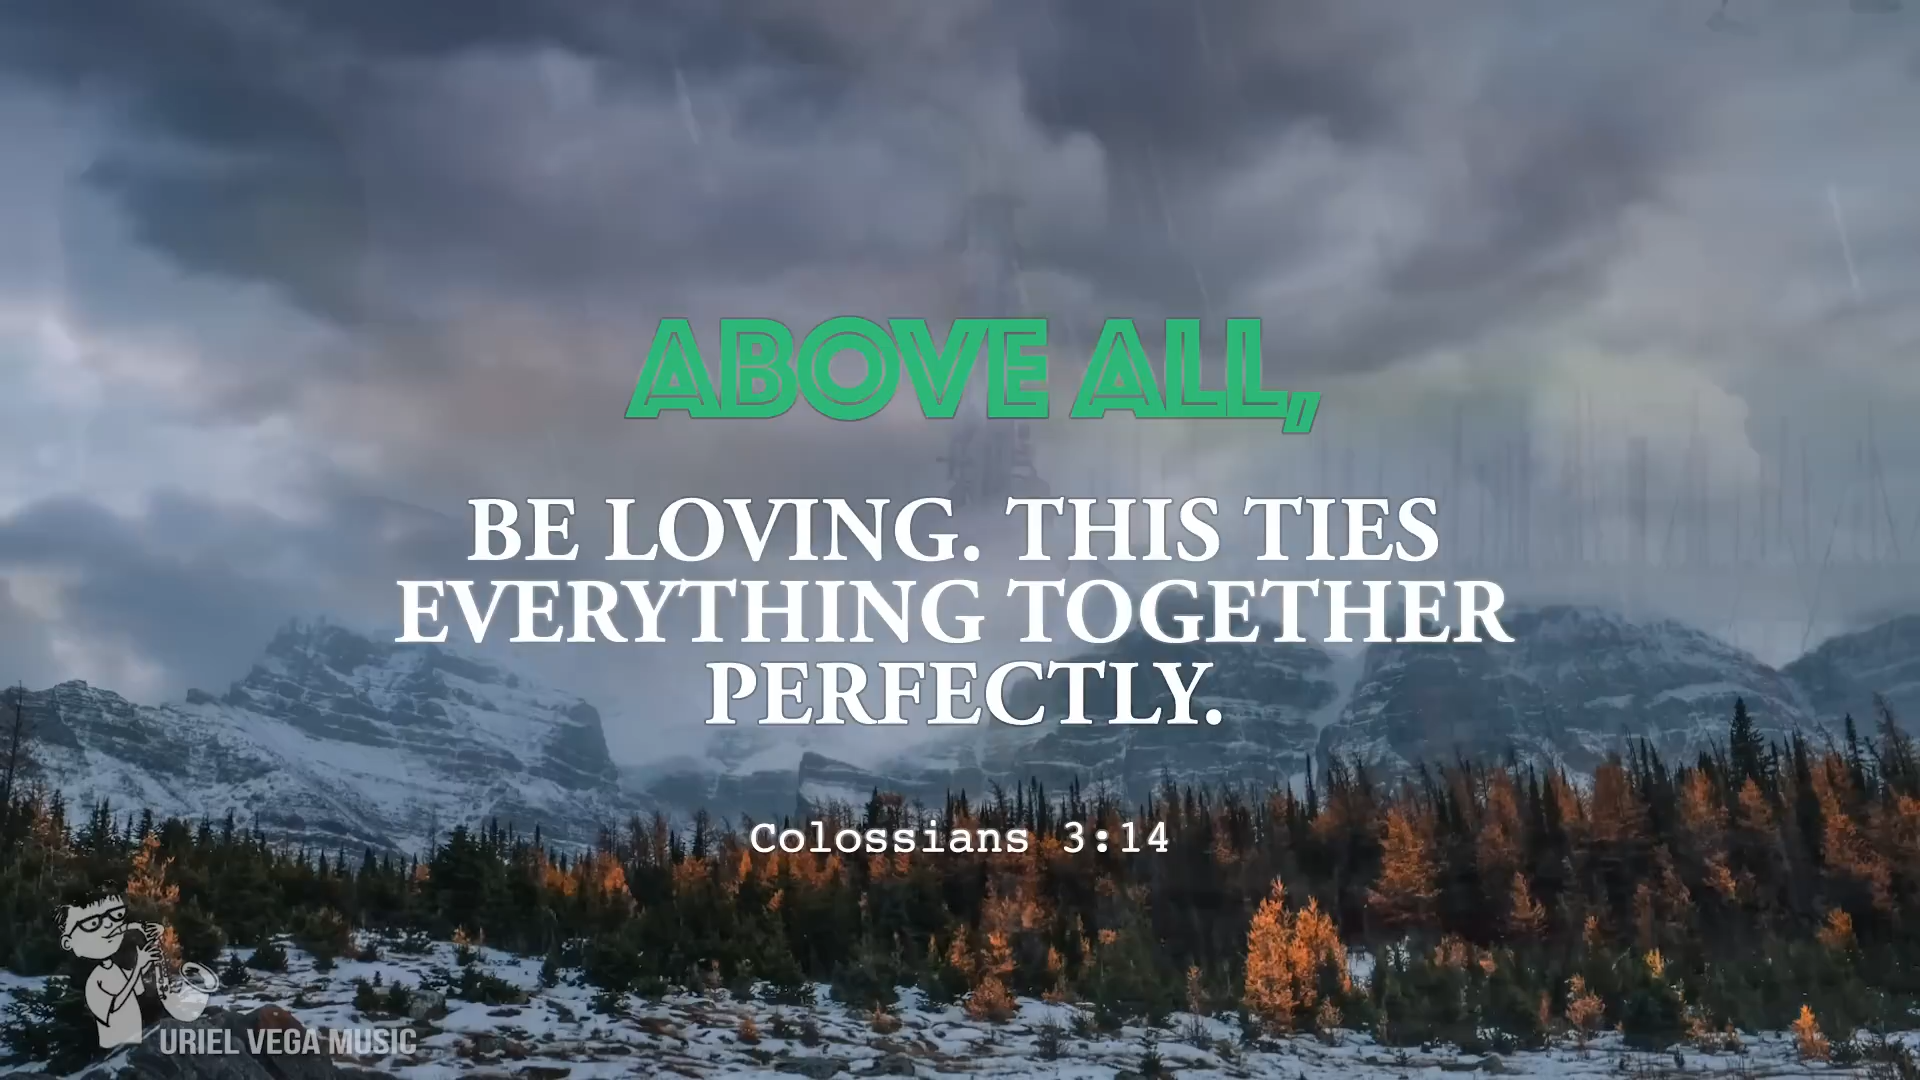 ABOVE ALL,
BE LOVING. THIS TIES
EVERYTHING TOGETHER
PERFECTLY.
Colossians 3:14
URIEL VEGA MUSIC